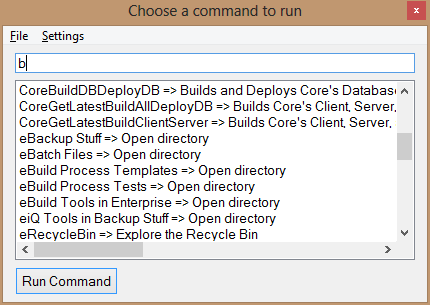 Choose a command to run
x
File Settings
b
CoreBuildDBDeployDB => Builds and Deploys Core's Database
CoreGetLatestBuildAllDeployDB => Builds Core's Client, Server,
CoreGetLatestBuildClientServer => Builds Core's Client, Server,
eBackup Stuff => Open directory
eBatch Files => Open directory
eBuild Process Templates => Open directory
eBuild Process Tests => Open directory
eBuild Tools in Enterprise => Open directory
eiQ Tools in Backup Stuff => Open directory
eRecycleBin => Explore the Recycle Bin
Run Command